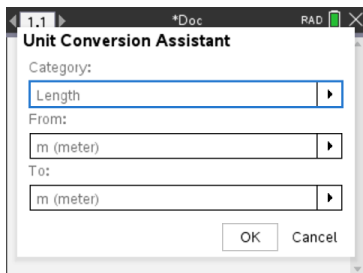 1.1 *Doc RAD
Unit Conversion Assistant
Category:
Length
From:
m (meter)
To:
m (meter)
OK Cancel